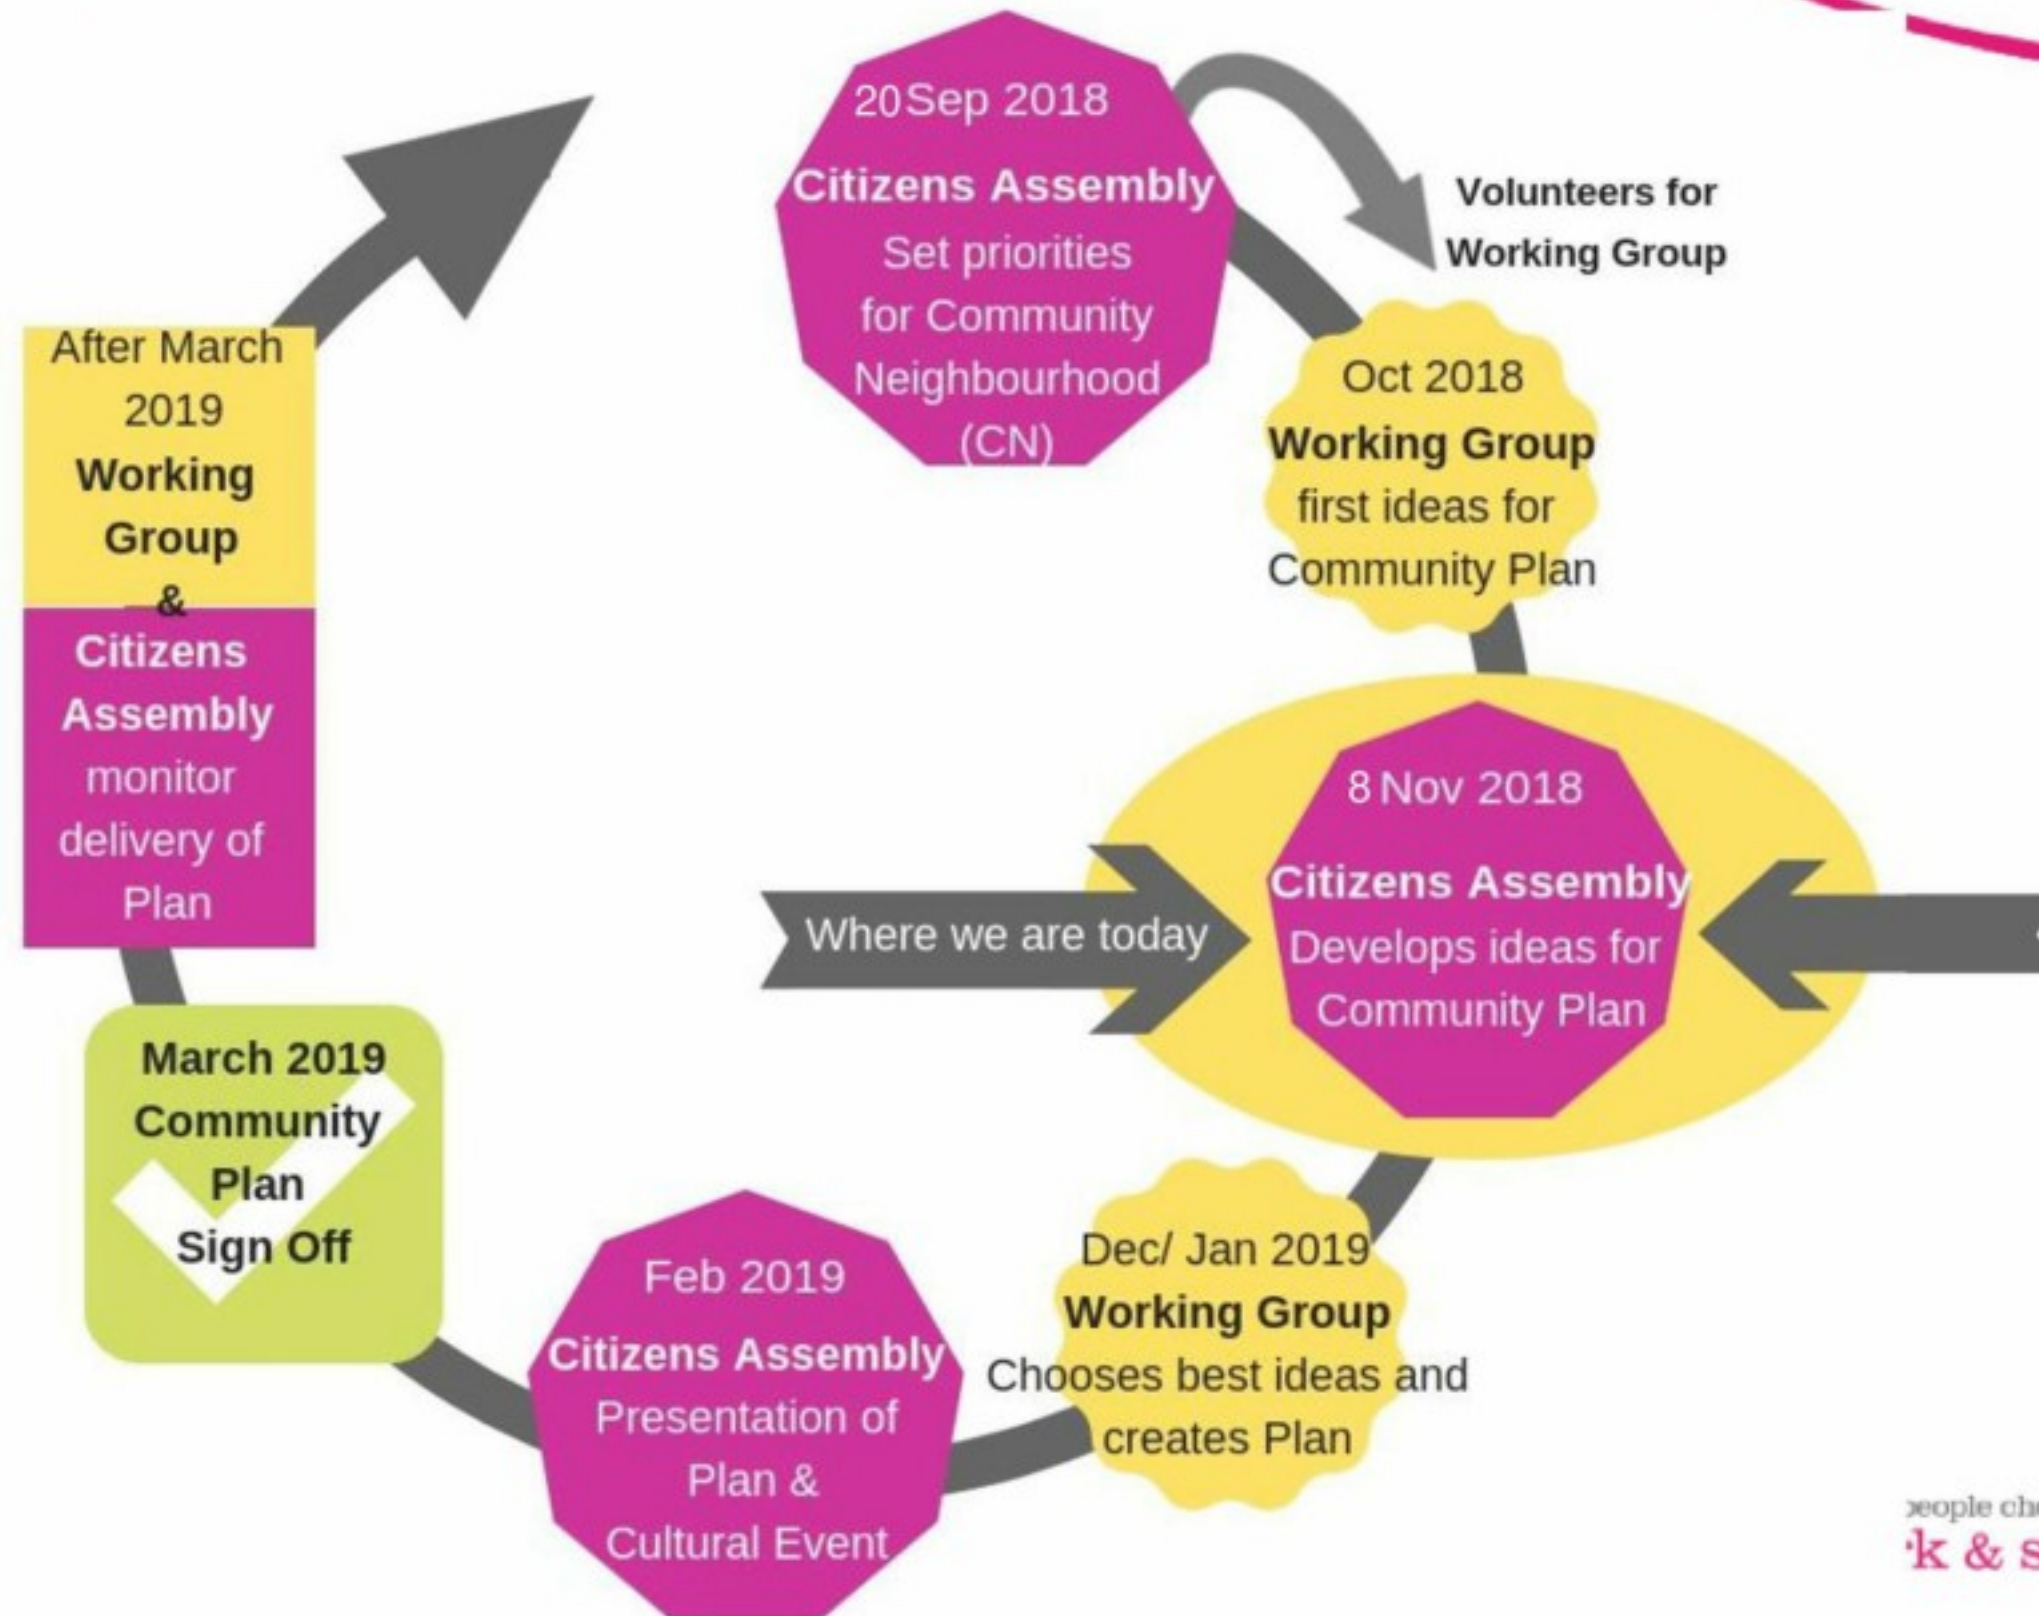 20 Sep 2018
Citizens Assembly
Set priorities
for Community
Neighbourhood
(CN)
Volunteers for
Working Group
Oct 2018
Working Group
first ideas for
Community Plan
8 Nov 2018
Citizens Assembly
Develops ideas for
Community Plan
Where we are today
Dec/ Jan 2019
Working Group
Chooses best ideas and
creates Plan
Feb 2019
Citizens Assembly
Presentation of
Plan &
Cultural Event
March 2019
Community
Plan
Sign Off
After March
2019
Working
Group
&
Citizens
Assembly
monitor
delivery of
Plan
people
&